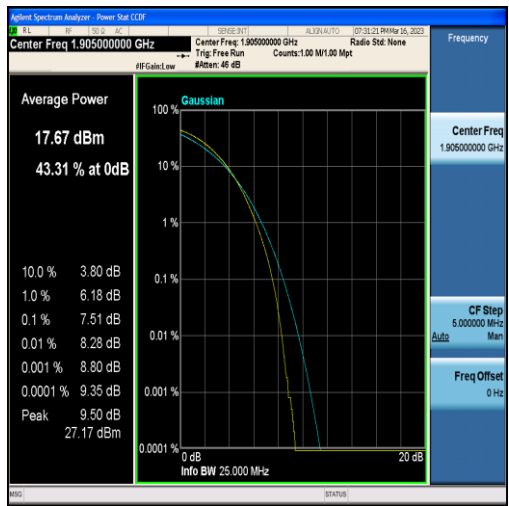 Agilent Spectrum Analyzer - Power Stat CCDF
RL RF 50 Ω AC SENSE:INT ALIGN AUTO 07:31:21 PM Mar 16, 2023
Center Freq 1.905000000 GHz
Center Freq: 1.905000000 GHz Radio Std: None
Trig: Free Run Counts:1.00 M/1.00 Mpt
#IFGain:Low #Atten: 46 dB
Frequency
Average Power
17.67 dBm
43.31 % at 0dB
10.0 % 3.80 dB
1.0 % 6.18 dB
0.1 % 7.51 dB
0.01 % 8.28 dB
0.001 % 8.80 dB
0.0001 % 9.35 dB
Peak 9.50 dB
27.17 dBm
Gaussian
100 %
10 %
1 %
0.1 %
0.01 %
0.001 %
0.0001 %
0 dB 20 dB
Info BW 25.000 MHz
Center Freq
1.905000000 GHz
CF Step
5.000000 MHz
Auto Man
Freq Offset
0 Hz
MSG STATUS